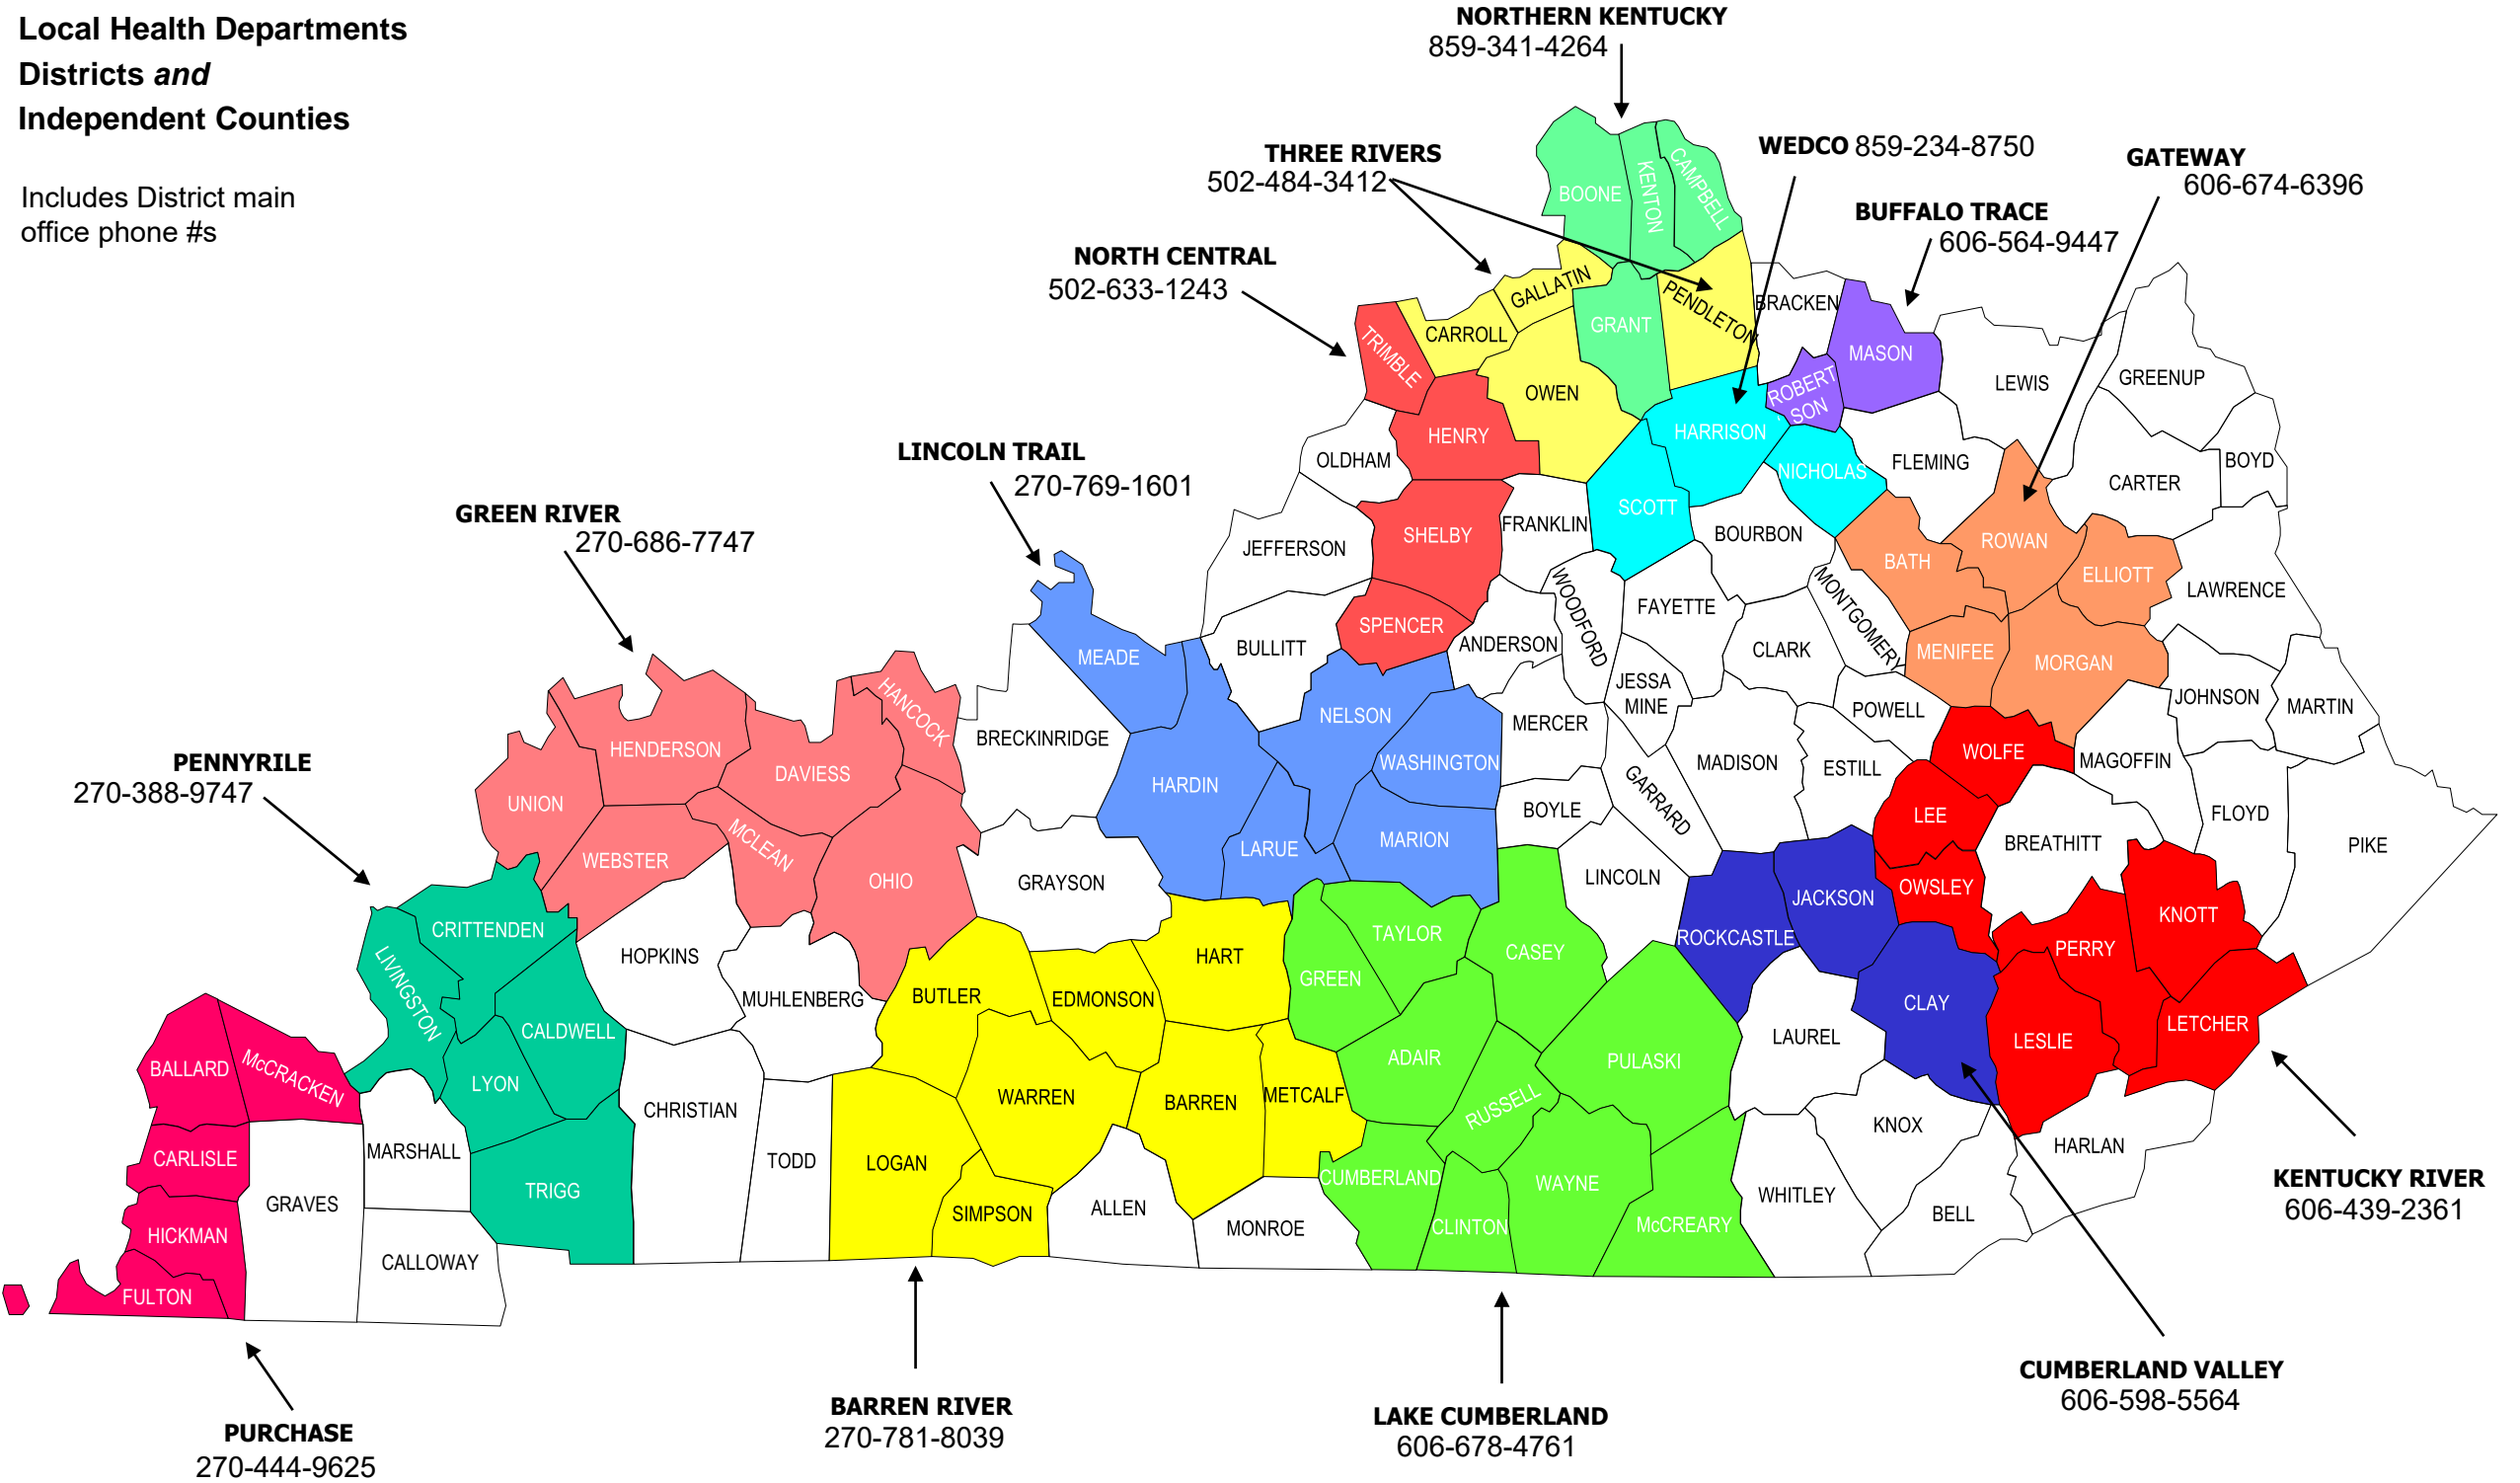 Local Health Departments
Districts and
Independent Counties
Includes District main
office phone #s
NORTHERN KENTUCKY
859-341-4264
THREE RIVERS
502-484-3412
WEDCO 859-234-8750
GATEWAY
606-674-6396
BUFFALO TRACE
606-564-9447
NORTH CENTRAL
502-633-1243
LINCOLN TRAIL
270-769-1601
GREEN RIVER
270-686-7747
PENNYRILE
270-388-9747
BOONE
KENTON
CAMPBELL
GALLATIN
CARROLL
GRANT
PENDLETON
BRACKEN
MASON
TRIMBLE
OWEN
ROBERT
SON
LEWIS
GREENUP
HENRY
HARRISON
OLDHAM
NICHOLAS
FLEMING
CARTER
BOYD
SHELBY
FRANKLIN
SCOTT
BOURBON
JEFFERSON
BATH
ROWAN
ELLIOTT
LAWRENCE
WOODFORD
FAYETTE
MONTGOMERY
SPENCER
ANDERSON
BULLITT
MEADE
CLARK
MENIFEE
MORGAN
JESSA
MINE
JOHNSON
MARTIN
HANCOCK
BRECKINRIDGE
NELSON
MERCER
POWELL
HENDERSON
DAVIESS
HARDIN
WASHINGTON
MADISON
ESTILL
WOLFE
MAGOFFIN
UNION
GARRARD
BOYLE
LEE
FLOYD
WEBSTER
MCLEAN
OHIO
GRAYSON
LARUE
MARION
LINCOLN
BREATHITT
PIKE
JACKSON
OWSLEY
KNOTT
CRITTENDEN
HOPKINS
HART
TAYLOR
CASEY
ROCKCASTLE
PERRY
LIVINGSTON
MUHLENBERG
BUTLER
EDMONSON
GREEN
CLAY
LETCHER
CALDWELL
LAUREL
LESLIE
BALLARD
McCRACKEN
LYON
CHRISTIAN
WARREN
BARREN
METCALF
ADAIR
RUSSELL
PULASKI
KNOX
HARLAN
CARLISLE
MARSHALL
TRIGG
TODD
LOGAN
SIMPSON
ALLEN
MONROE
CUMBERLAND
CLINTON
WAYNE
McCREARY
WHITLEY
BELL
GRAVES
HICKMAN
CALLOWAY
FULTON
KENTUCKY RIVER
606-439-2361
CUMBERLAND VALLEY
606-598-5564
BARREN RIVER
270-781-8039
LAKE CUMBERLAND
606-678-4761
PURCHASE
270-444-9625